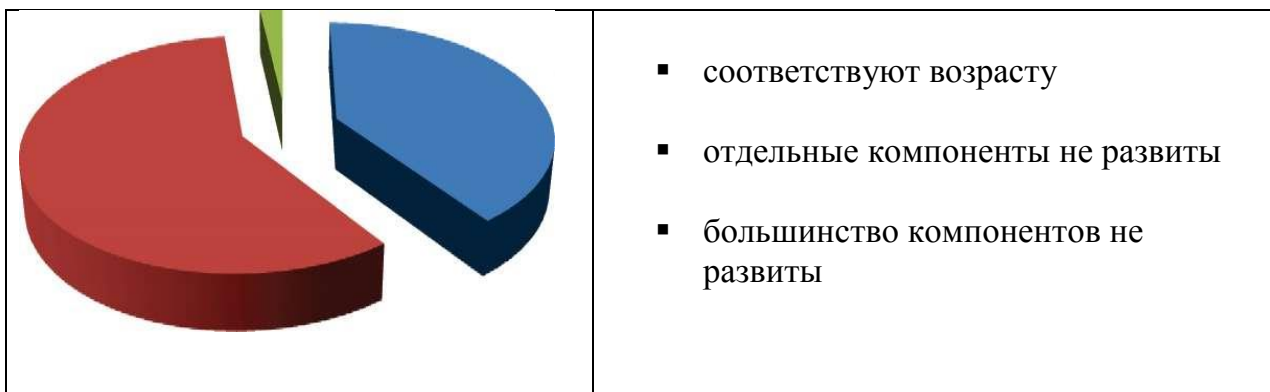 ▪ соответствуют возрасту
▪ отдельные компоненты не развиты
▪ большинство компонентов не
развиты